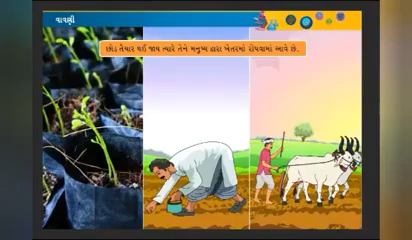 વાવણી
છોડ તૈયાર થઈ જાય ત્યારે તેને મનુષ્ય દ્વારા ખેતરમાં રોપવામાં આવે છે.